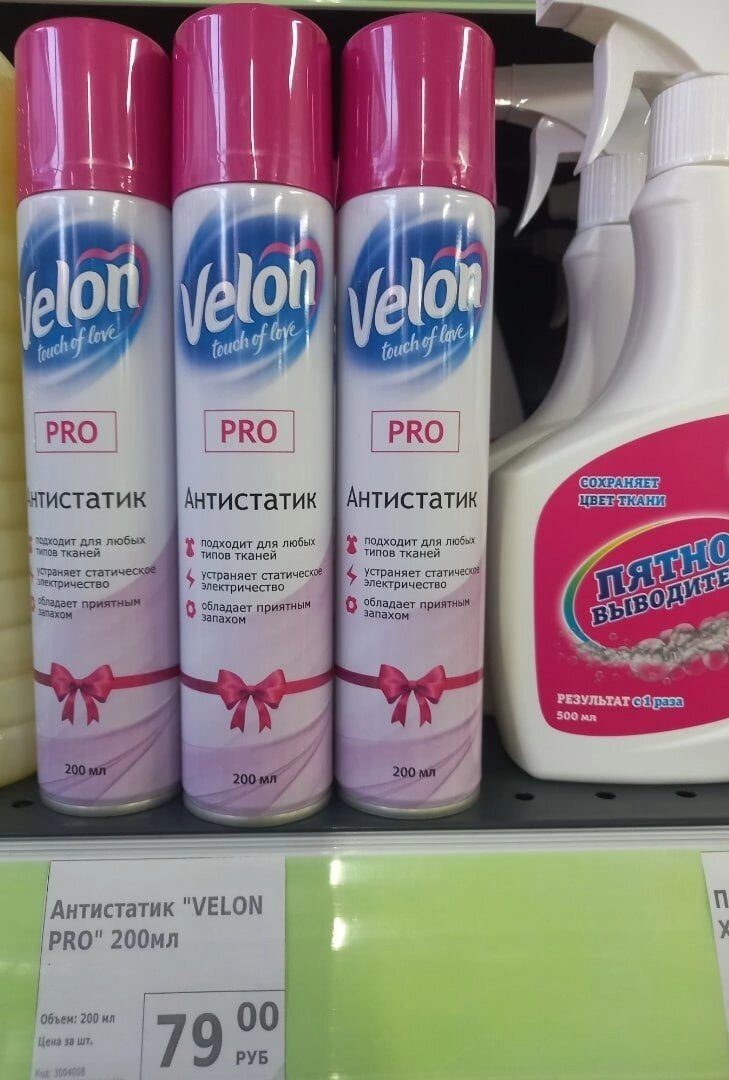 Velon
touch of love
PRO
Антистатик
подходит для любых
типов тканей
устраняет статическое
электричество
обладает приятным
запахом
200 мл
Velon
touch of love
PRO
Антистатик
подходит для любых
типов тканей
устраняет статическое
электричество
обладает приятным
запахом
200 мл
Velon
touch of love
PRO
Антистатик
подходит для любых
типов тканей
устраняет статическое
электричество
обладает приятным
запахом
200 мл
СОХРАНЯЕТ
ЦВЕТ ТКАНИ
ПЯТНО
ВЫВОДИТЕ
РЕЗУЛЬТАТ с 1 раза
500 мл
Антистатик "VELON
PRO" 200мл
Объем: 200 мл
Цена за шт.
79 00
РУБ
Код: 3004008
П
Х